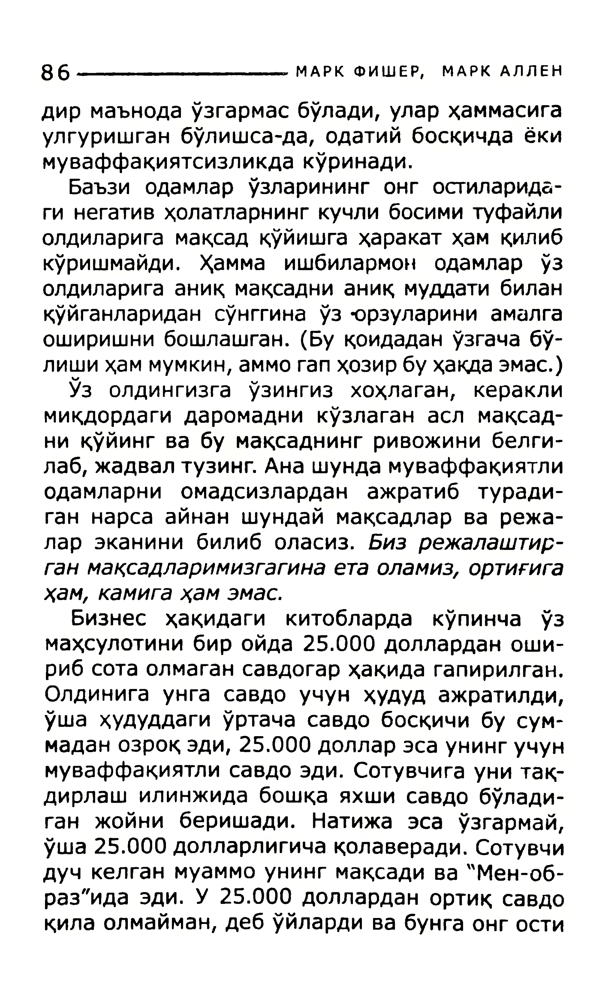 86 МАРК ФИШЕР, МАРК АЛЛЕН
дир маънода ўзгармас бўлади, улар ҳаммасига
улгуришган бўлишса-да, одатий босқичда ёки
муваффақиятсизликда кўринади.
Баъзи одамлар ўзларининг онг остиларида-
ги негатив ҳолатларнинг кучли босими туфайли
олдиларига мақсад қўйишга ҳаракат ҳам қилиб
кўришмайди. Ҳамма ишбилармон одамлар ўз
олдиларига аниқ мақсадни аниқ муддати билан
қўйганларидан сўнггина ўз орзуларини амалга
оширишни бошлашган. (Бу қоидадан ўзгача бў-
лиши ҳам мумкин, аммо гап ҳозир бу ҳақда эмас.)
Ўз олдингизга ўзингиз хоҳлаган, керакли
миқдордаги даромадни кўзлаган асл мақсад-
ни қўйинг ва бу мақсаднинг ривожини белги-
лаб, жадвал тузинг. Ана шунда муваффақиятли
одамларни омадсизлардан ажратиб туради-
ган нарса айнан шундай мақсадлар ва режа-
лар эканини билиб оласиз. Биз режалаштир-
ган мақсадларимизгагина ета оламиз, ортиғига
ҳам, камига ҳам эмас.
Бизнес ҳақидаги китобларда кўпинча ўз
маҳсулотини бир ойда 25.000 доллардан оши-
риб сота олмаган савдогар ҳақида гапирилган.
Олдинига унга савдо учун ҳудуд ажратилди,
ўша ҳудуддаги ўртача савдо босқичи бу сум-
мадан озроқ эди, 25.000 доллар эса унинг учун
муваффақиятли савдо эди. Сотувчига уни тақ-
дирлаш илинжида бошқа яхши савдо бўлади-
ган жойни беришади. Натижа эса ўзгармай,
ўша 25.000 долларлигича қолаверади. Сотувчи
дуч келган муаммо унинг мақсади ва "Мен-об-
раз"ида эди. У 25.000 доллардан ортиқ савдо
қила олмайман, деб ўйларди ва бунга онг ости